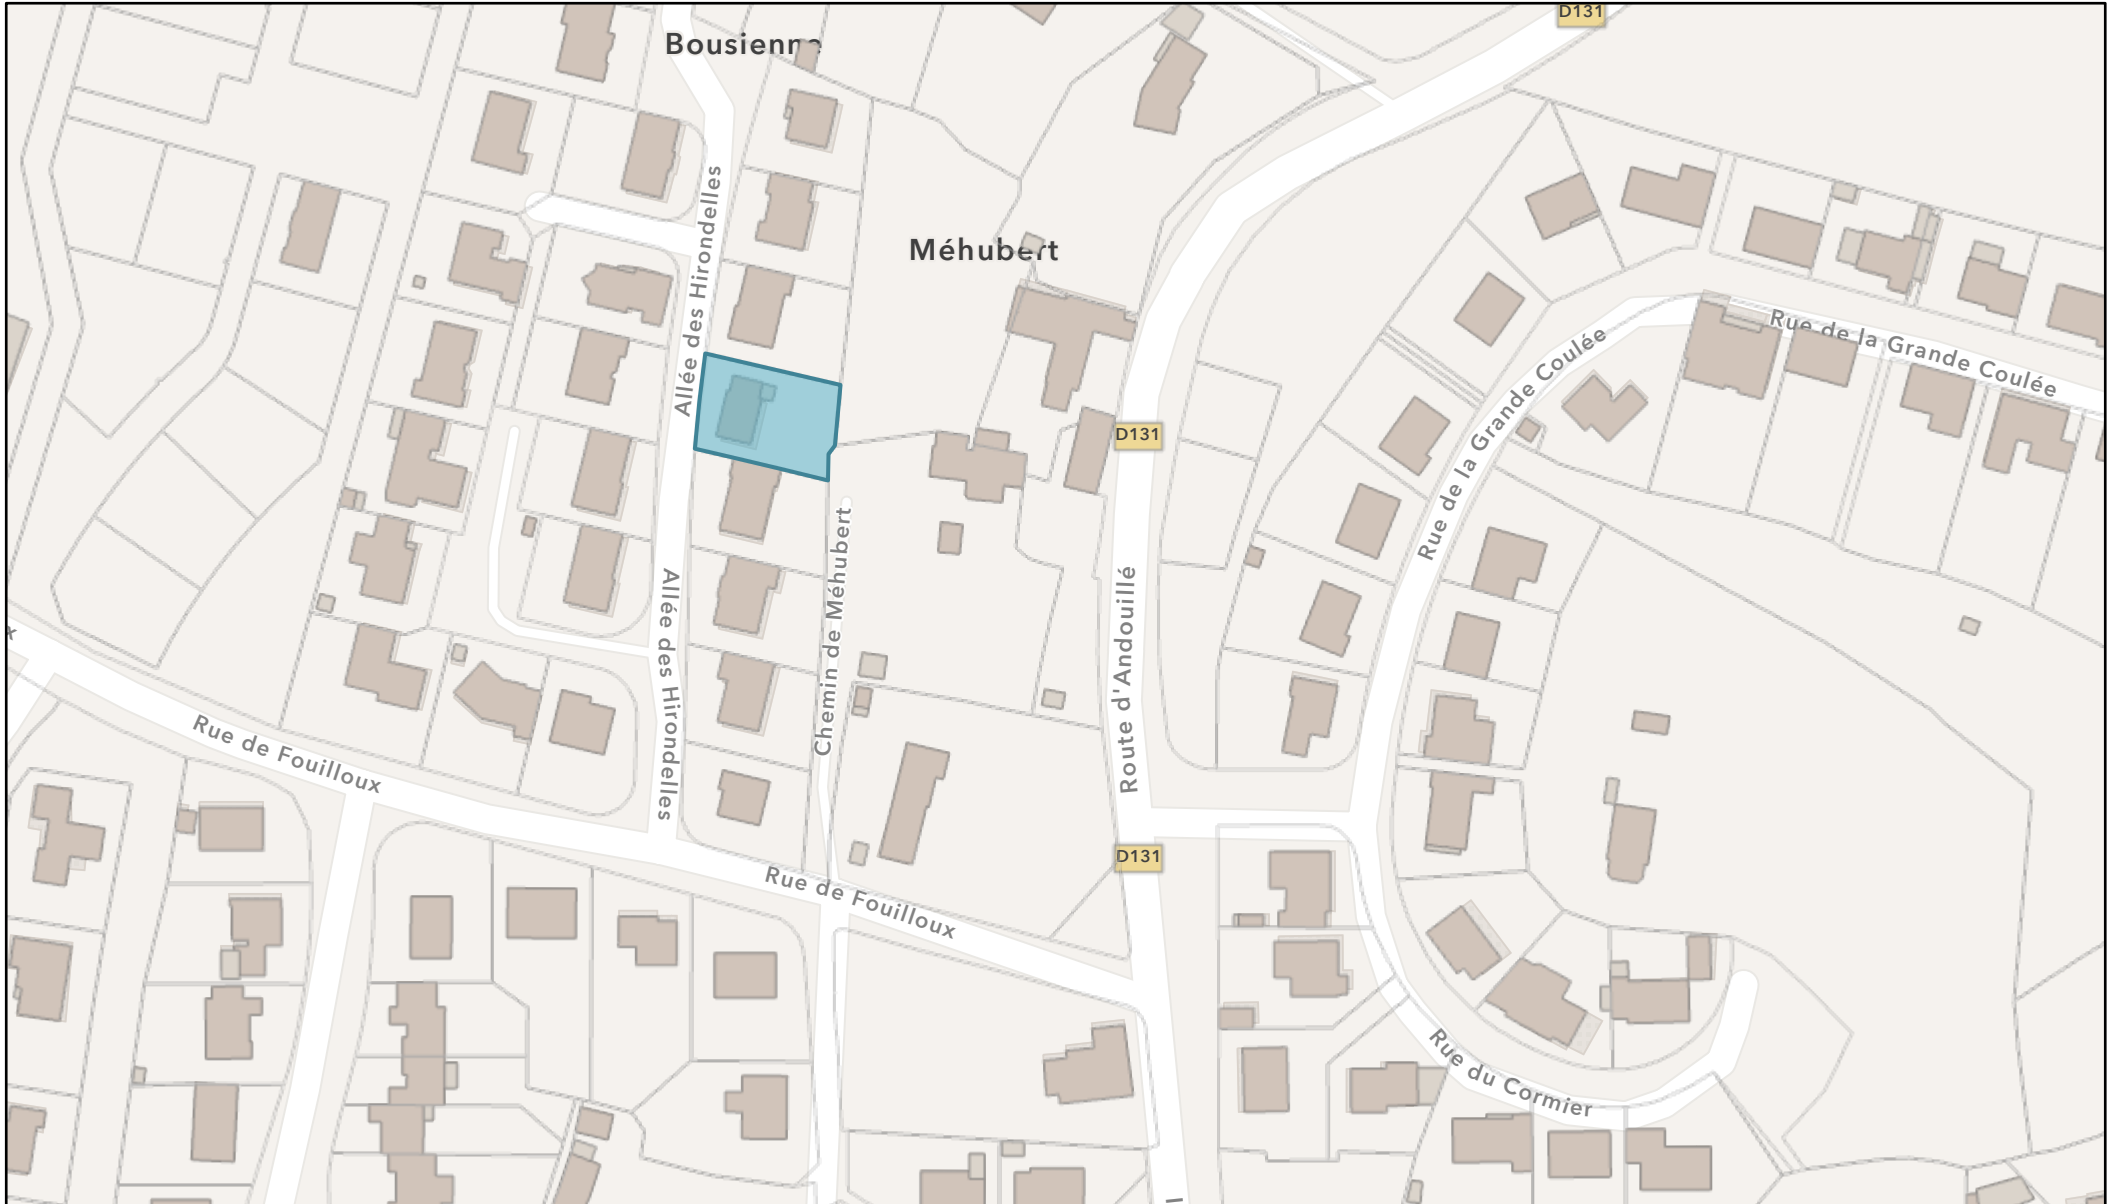 D131
Bousienne
Allée des Hirondelles
Méhubert
Rue de la Grande Coulée
Rue de la Grande Coulée
D131
Chemin de Méhubert
Allée des Hirondelles
Route d'Andouillé
x
Rue de Fouilloux
D131
Rue de Fouilloux
Rue du Cormier